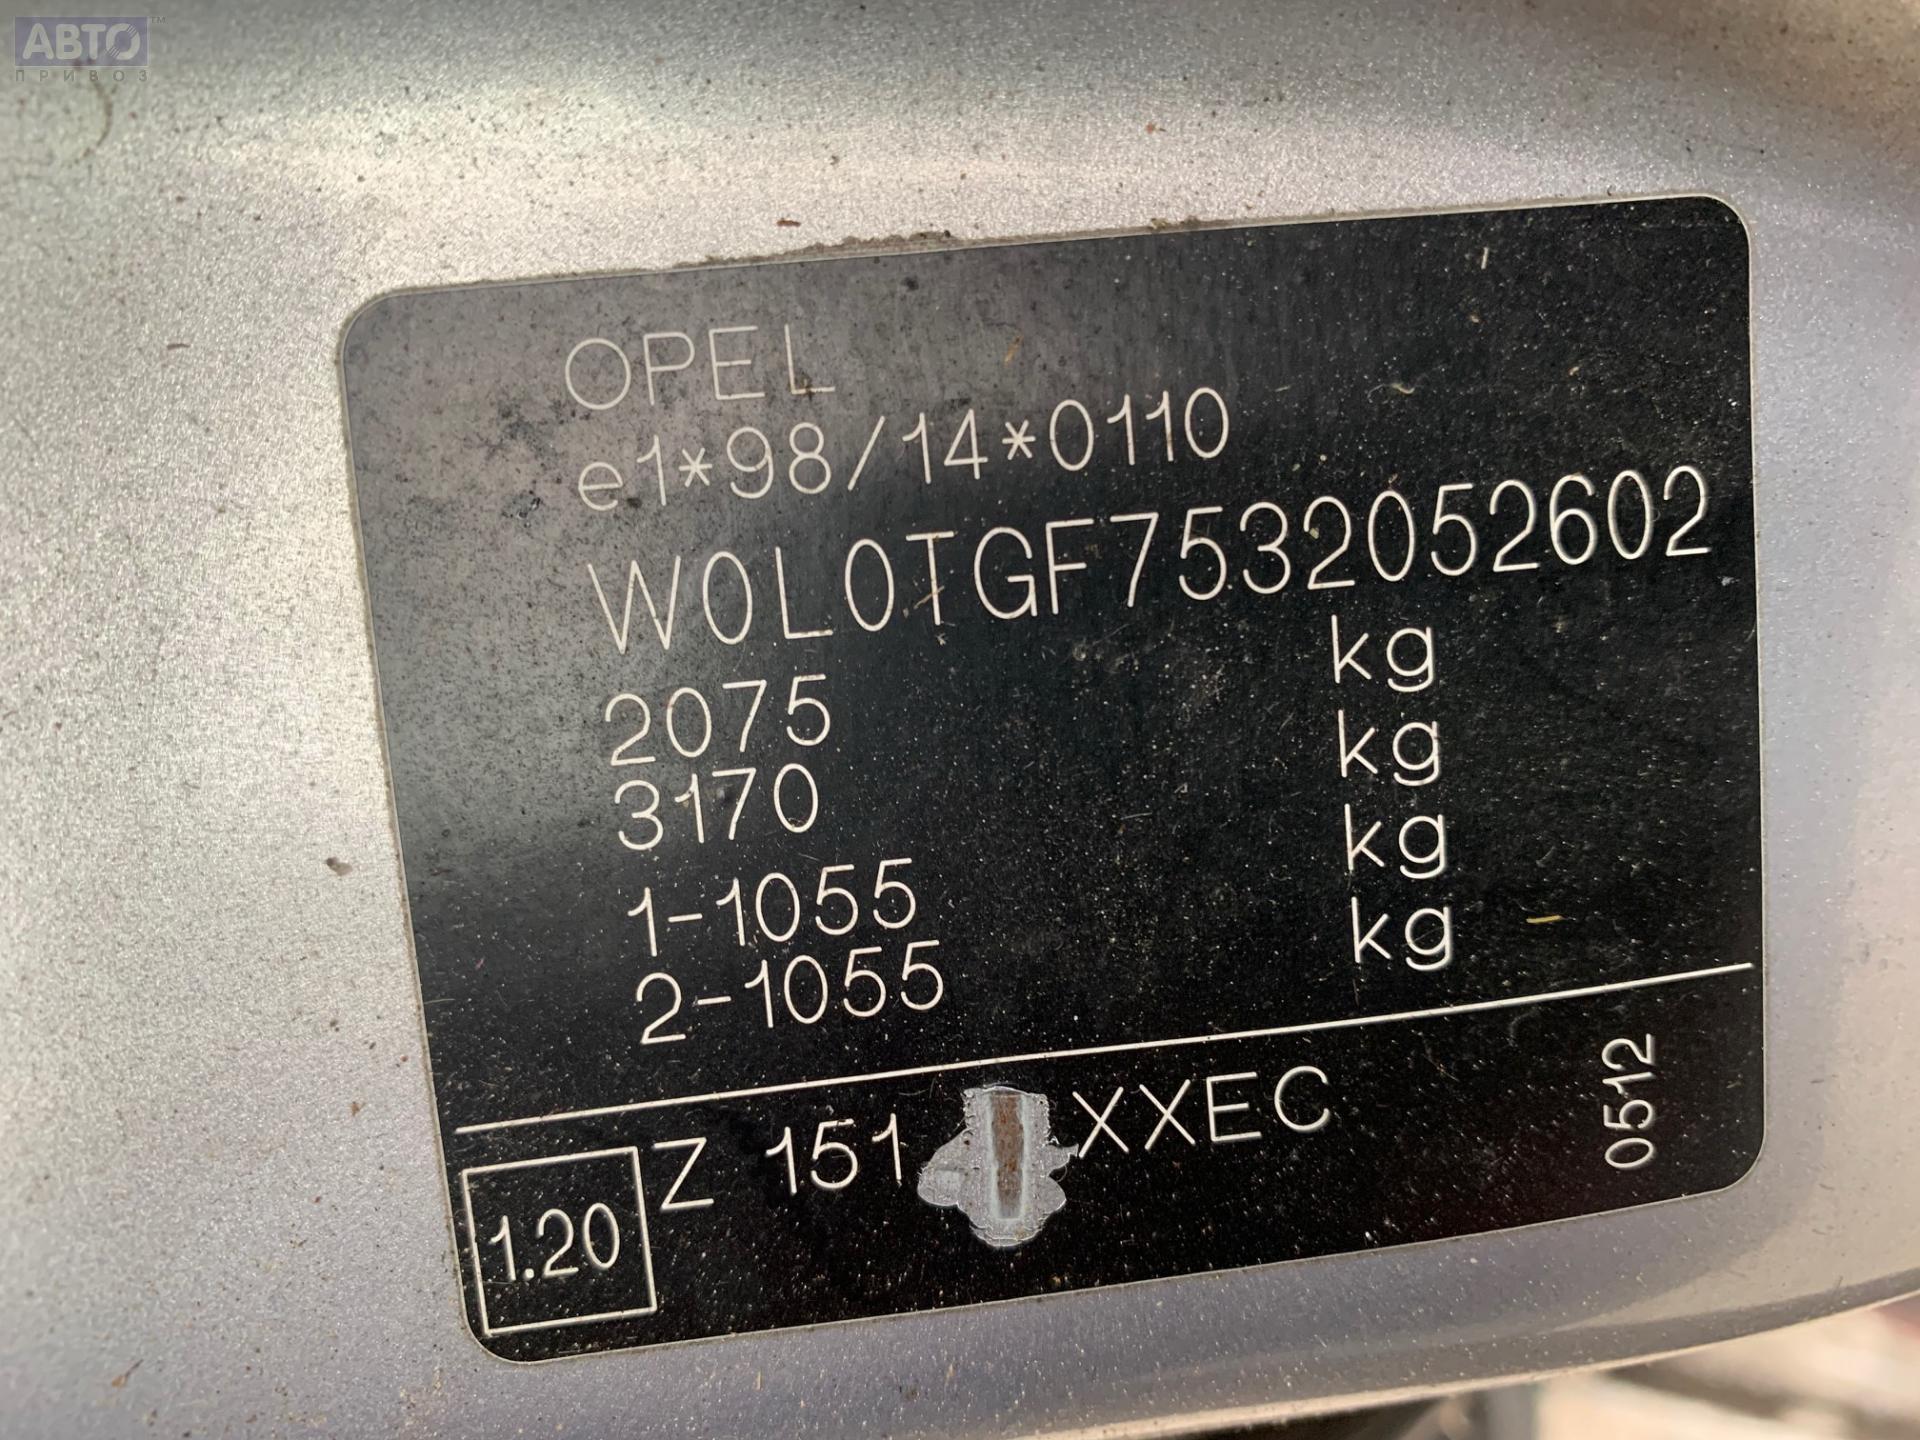 АВТО™
ПРИВОЗ
OPEL
e1*98/14*0110
W0L0TGF7532052602
2075 kg
3170 kg
1-1055 kg
2-1055 kg
1.20 Z 151 XXEC 0512